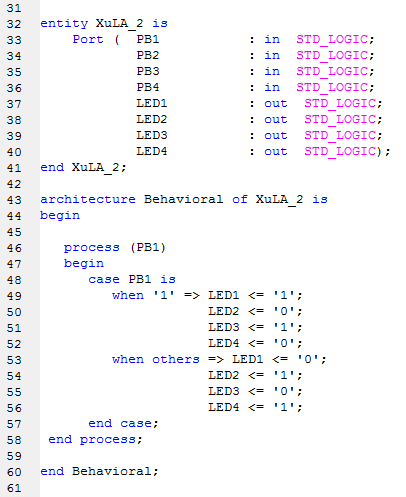 31
32 entity XuLA_2 is
33     Port (  PB1           : in  STD_LOGIC;
34             PB2           : in  STD_LOGIC;
35             PB3           : in  STD_LOGIC;
36             PB4           : in  STD_LOGIC;
37             LED1          : out  STD_LOGIC;
38             LED2          : out  STD_LOGIC;
39             LED3          : out  STD_LOGIC;
40             LED4          : out  STD_LOGIC);
41 end XuLA_2;
42
43 architecture Behavioral of XuLA_2 is
44 begin
45
46    process (PB1)
47    begin
48       case PB1 is
49          when '1' => LED1 <= '1';
50                      LED2 <= '0';
51                      LED3 <= '1';
52                      LED4 <= '0';
53          when others => LED1 <= '0';
54                      LED2 <= '1';
55                      LED3 <= '0';
56                      LED4 <= '1';
57       end case;
58  end process;
59
60 end Behavioral;
61